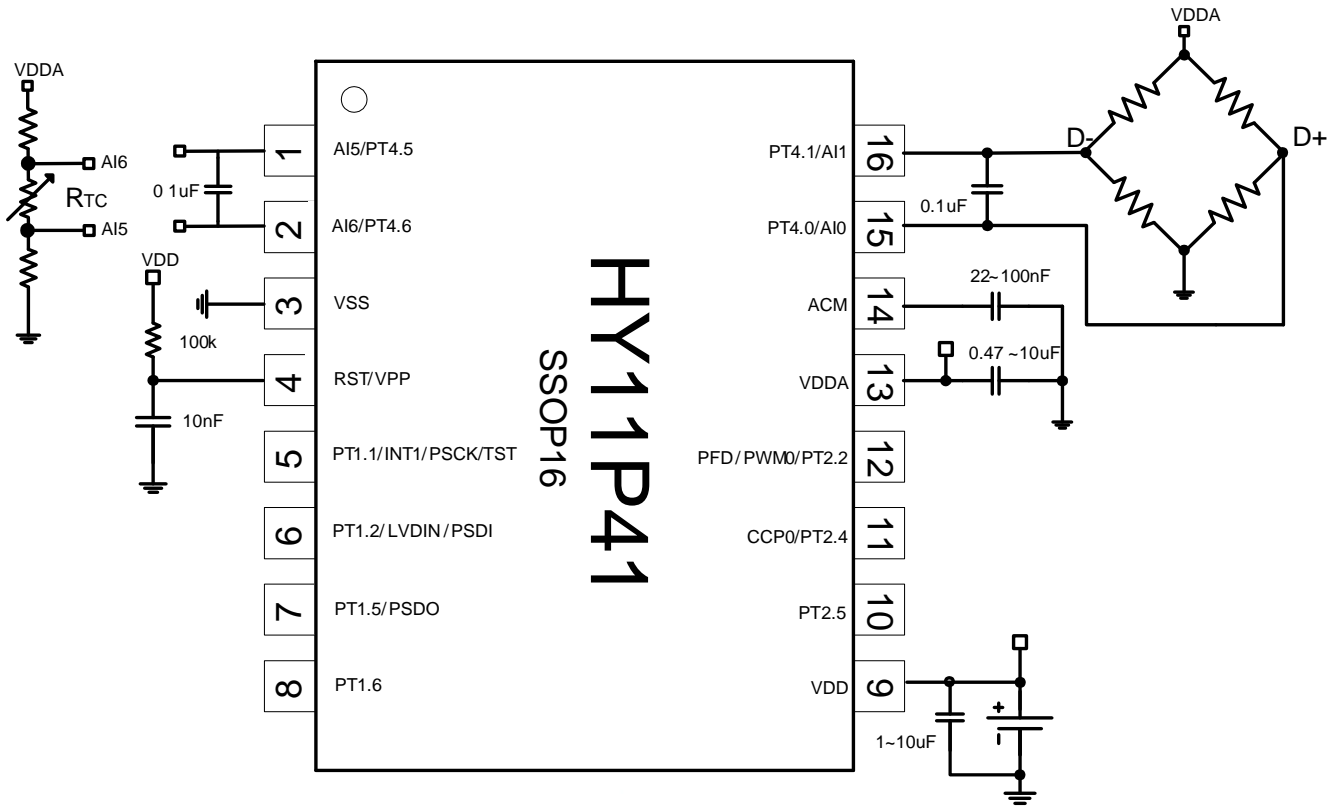 VDDA
AI6
RTC
AI5
VDD
100k
10nF
0 1uF
1
AI5/PT4.5
2
AI6/PT4.6
3
VSS
4
RST/VPP
5
PT1.1/INT1/PSCK/TST
6
PT1.2/LVDIN/PSDI
7
PT1.5/PSDO
8
PT1.6
HY11P41
SSOP16
PT4.1/AI1
16
PT4.0/AI0
15
ACM
14
VDDA
13
PFD/PWM0/PT2.2
12
CCP0/PT2.4
11
PT2.5
10
VDD
9
VDDA
D-
D+
0.1uF
22~100nF
0.47 ~10uF
1~10uF
+
-